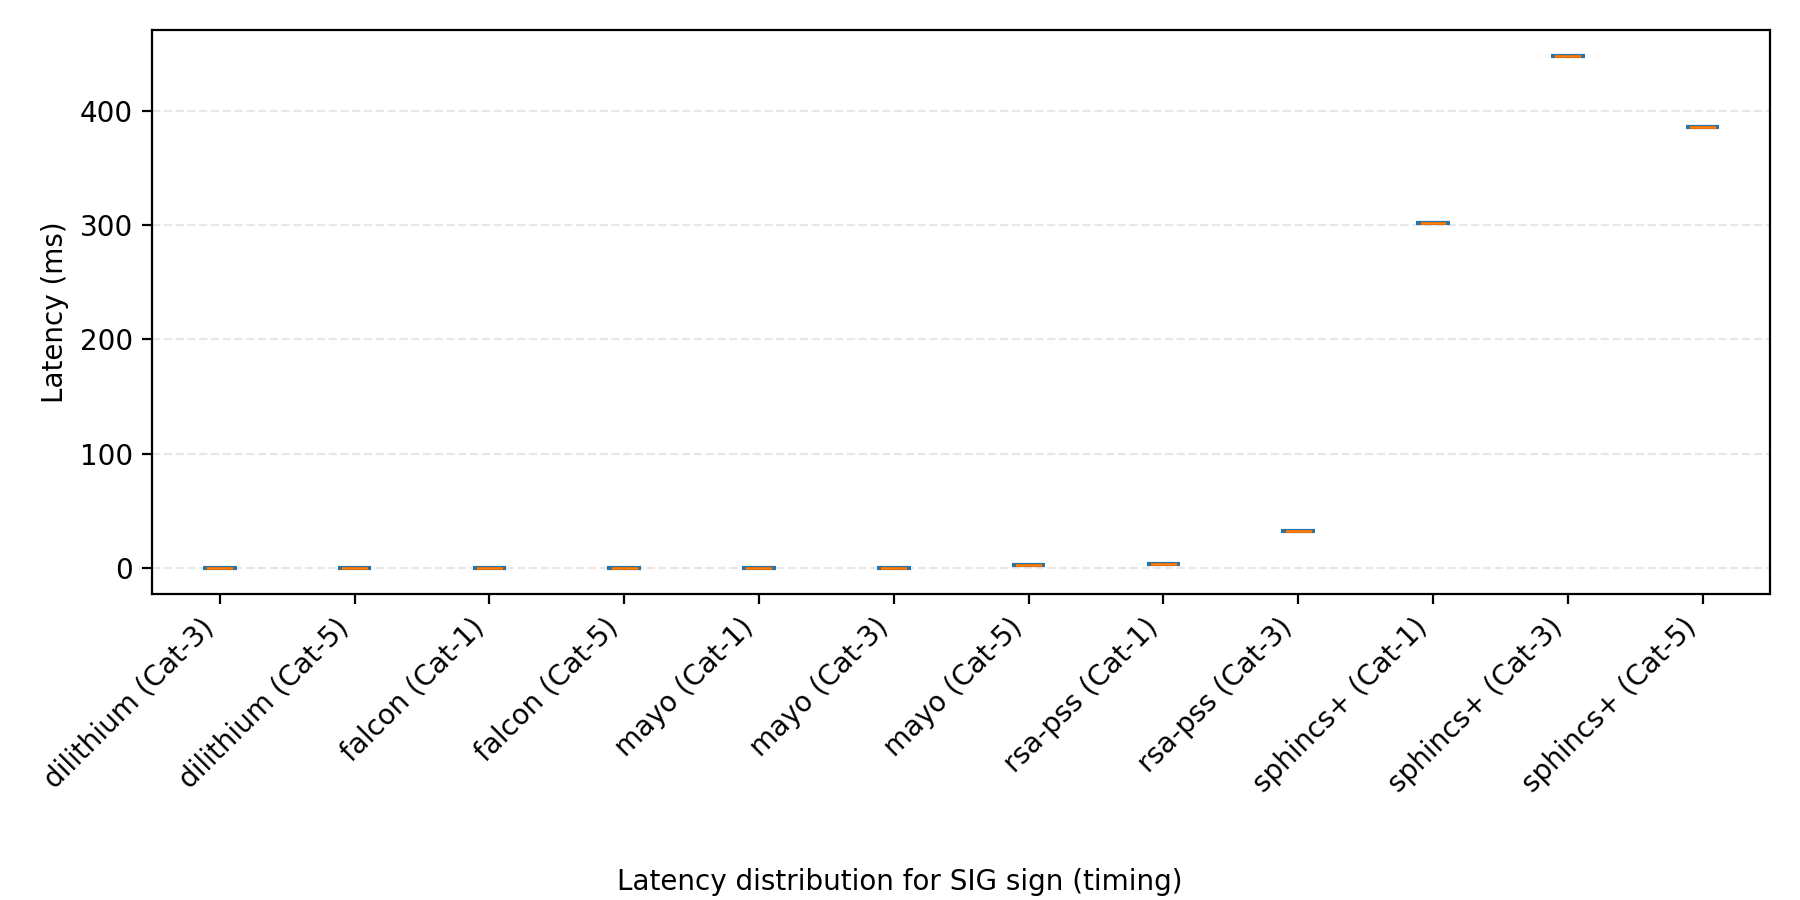 400
300
200
100
0
Latency (ms)
dilithium (Cat-3)
dilithium (Cat-5)
falcon (Cat-1)
falcon (Cat-5)
mayo (Cat-1)
mayo (Cat-3)
mayo (Cat-5)
rsa-pss (Cat-1)
rsa-pss (Cat-3)
sphincs+ (Cat-1)
sphincs+ (Cat-3)
sphincs+ (Cat-5)
Latency distribution for SIG sign (timing)